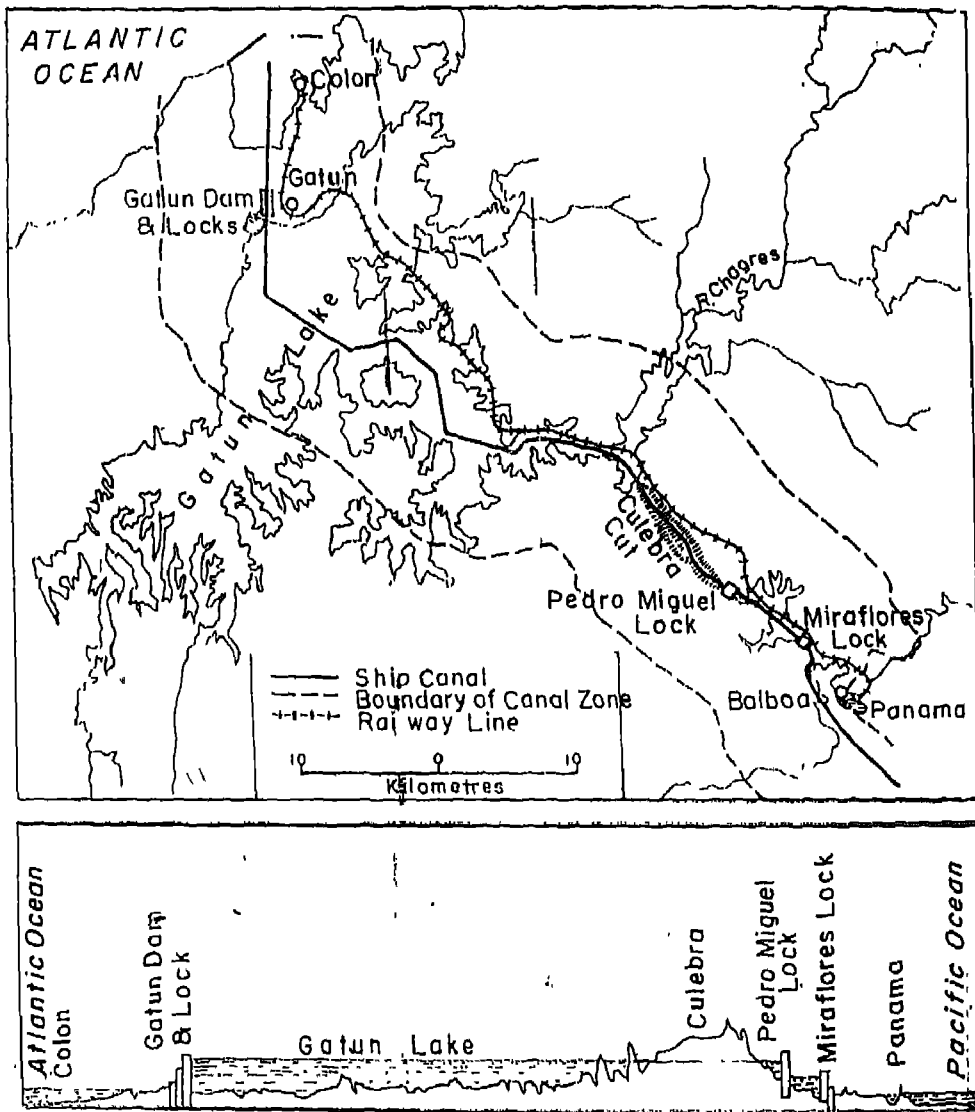 ATLANTIC
OCEAN
Colon
Gatun
Gatun Dam
& Locks
R.Chagres
Gatun Lake
Culebra
Cut
Pedro Miguel
Lock
Miraflores
Lock
Balboa
Panama
Ship Canal
Boundary of Canal Zone
Rai way Line
10 0 10
Kilometres
Atlantic Ocean
Colon
Gatun Dam
& Lock
Gatun Lake
Culebra
Pedro Miguel
Lock
Miraflores Lock
Panama
Pacific Ocean